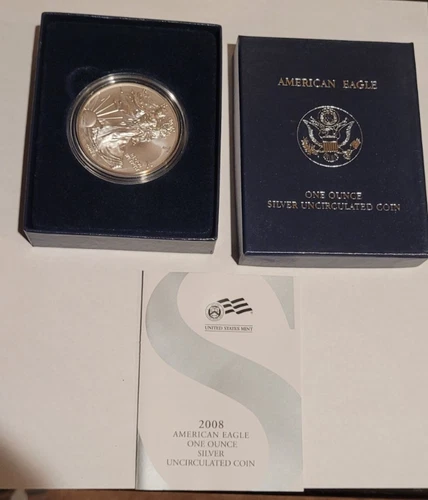 AMERICAN EAGLE
ONE OUNCE
SILVER UNCIRCULATED COIN
UNITED STATES MINT
2008
AMERICAN EAGLE
ONE OUNCE
SILVER
UNCIRCULATED COIN